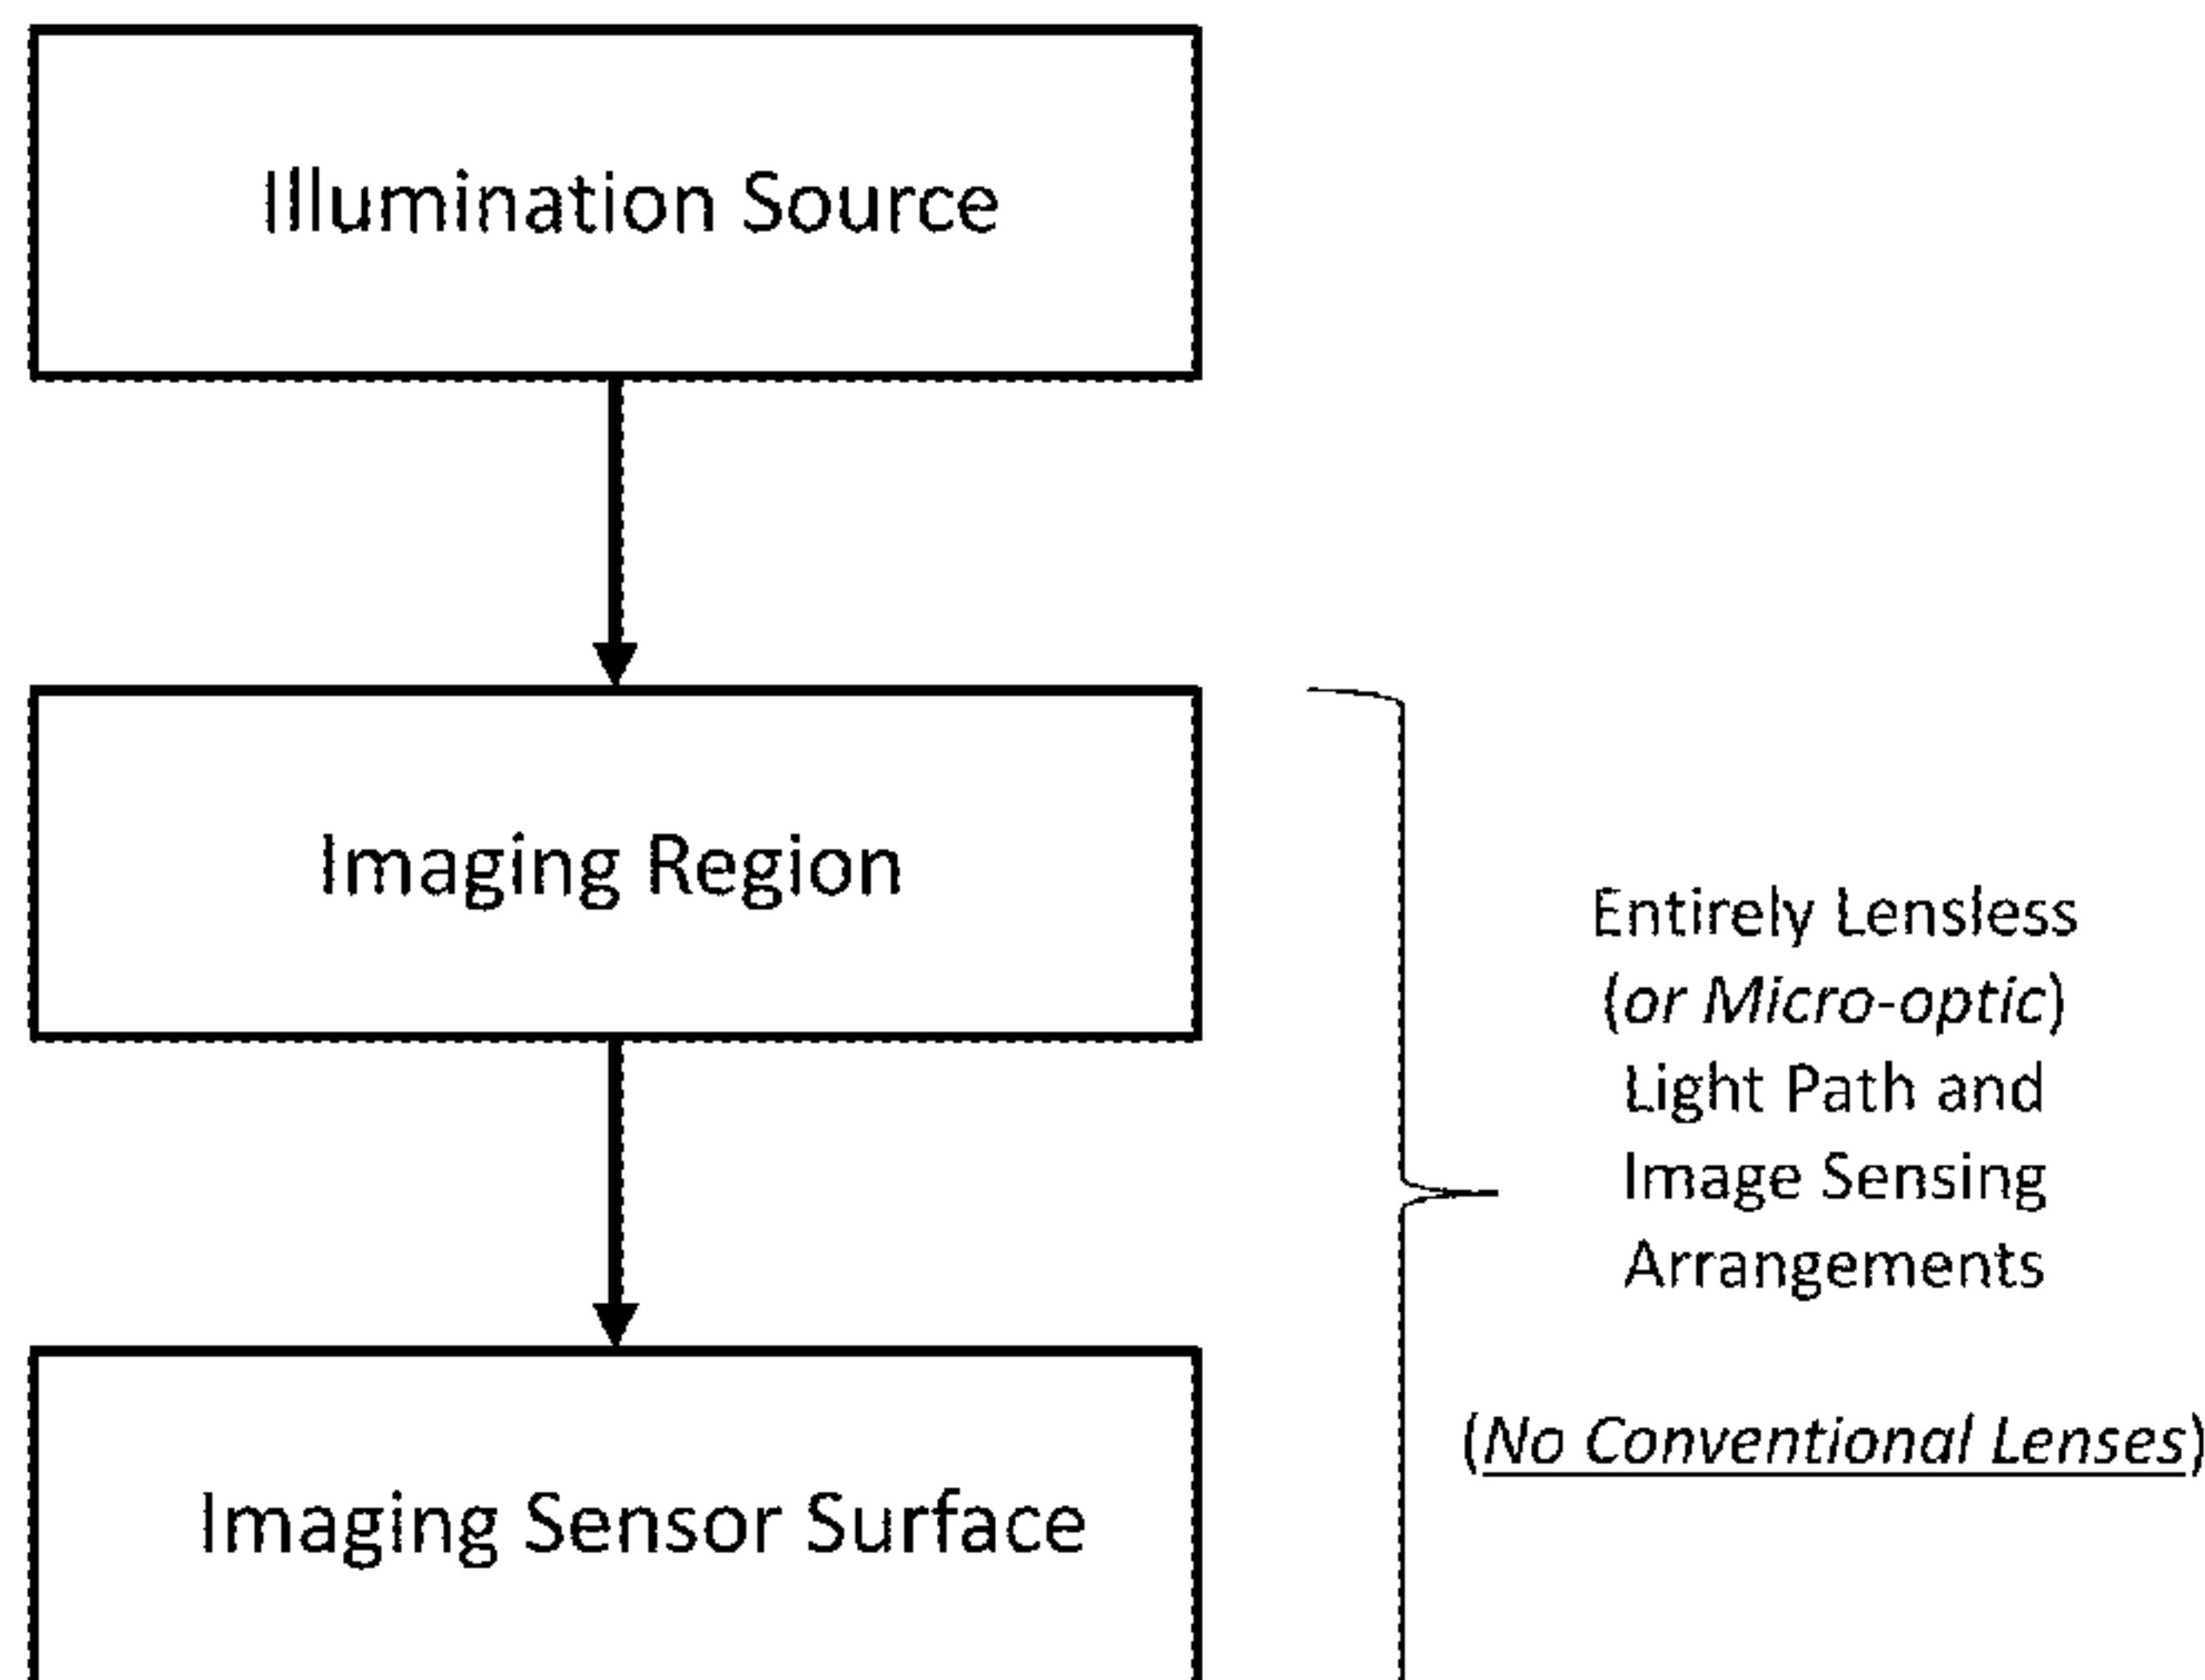 Illumination Source
Imaging Region
Imaging Sensor Surface
Entirely Lensless
(or Micro-optic)
Light Path and
Image Sensing
Arrangements
(No Conventional Lenses)